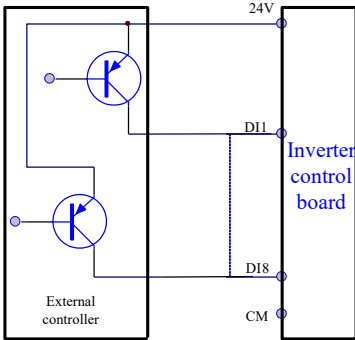 24V
DI1
Inverter
control
board
DI8
External
controller
CM